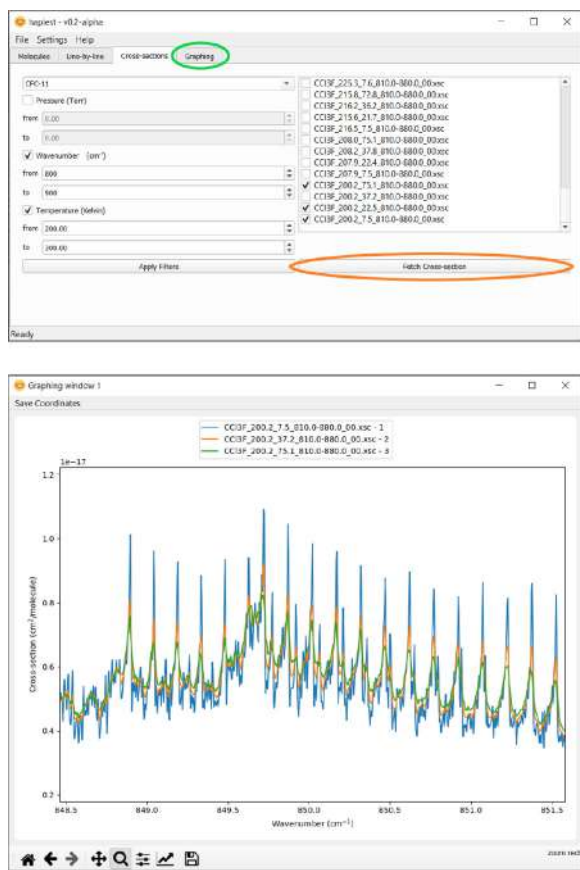 hapiest - v0.2-alpha
File Settings Help
Molecules Line-by-line Cross-sections Graphing
CFC-11
Pressure (Torr)
from 0.00
to 0.00
Wavenumber (cm⁻¹)
from 800
to 900
Temperature (Kelvin)
from 200.00
to 300.00
CCl3F_225.5_7.6_810.0-880.0_00.xsc
CCl3F_215.8_72.8_810.0-880.0_00.xsc
CCl3F_216.2_36.2_810.0-880.0_00.xsc
CCl3F_215.6_21.7_810.0-880.0_00.xsc
CCl3F_216.5_7.5_810.0-880.0_00.xsc
CCl3F_208.0_75.1_810.0-880.0_00.xsc
CCl3F_208.2_37.8_810.0-880.0_00.xsc
CCl3F_207.9_22.4_810.0-880.0_00.xsc
CCl3F_207.9_7.5_810.0-880.0_00.xsc
CCl3F_200.2_75.1_810.0-880.0_00.xsc
CCl3F_200.2_37.2_810.0-880.0_00.xsc
CCl3F_200.2_22.5_810.0-880.0_00.xsc
CCl3F_200.2_7.5_810.0-880.0_00.xsc
Apply Filters Fetch Cross-section
Ready
Graphing window 1
Save Coordinates
CCl3F_200.2_7.5_810.0-880.0_00.xsc - 1
CCl3F_200.2_37.2_810.0-880.0_00.xsc - 2
CCl3F_200.2_75.1_810.0-880.0_00.xsc - 3
1e−17
1.2
1.0
0.8
0.6
0.4
0.2
Cross-section (cm²/molecule)
848.5 849.0 849.5 850.0 850.5 851.0 851.5
Wavenumber (cm⁻¹)
zoom rect